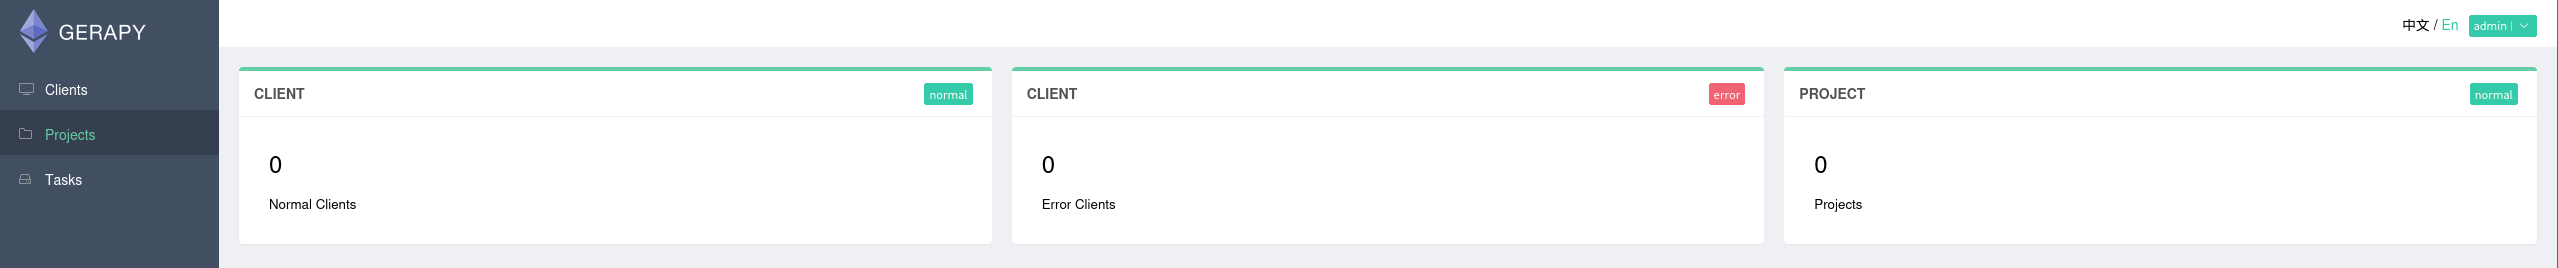 GERAPY
中文 / En admin
Clients
Projects
Tasks
CLIENT normal
0
Normal Clients
CLIENT error
0
Error Clients
PROJECT normal
0
Projects